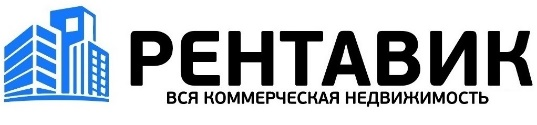 РЕНТАВИК
ВСЯ КОММЕРЧЕСКАЯ НЕДВИЖИМОСТЬ